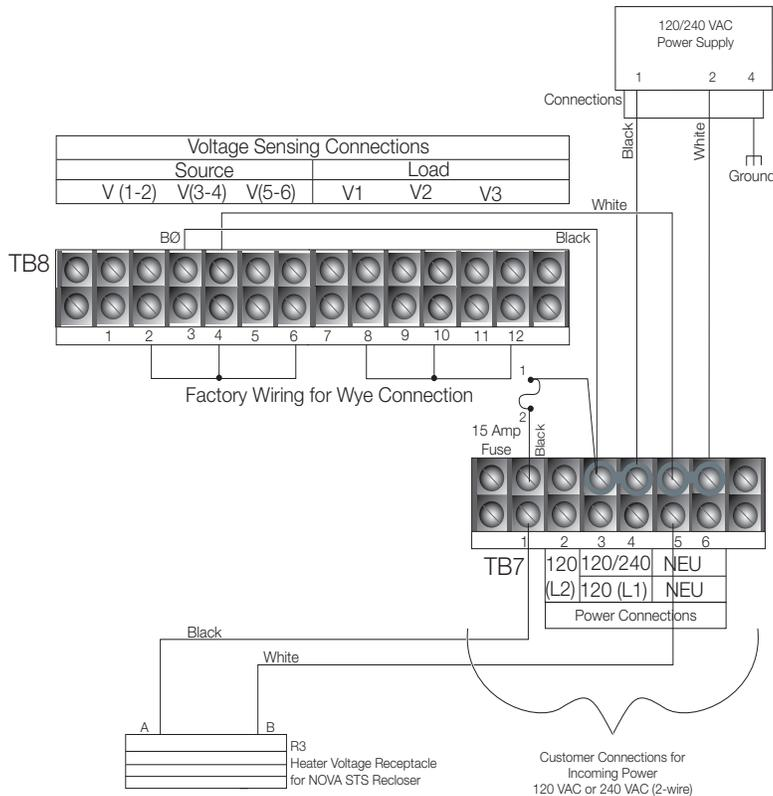 120/240 VAC
Power Supply
1 2 4
Connections
Black
White
Ground
Voltage Sensing Connections
Source Load
V (1-2) V(3-4) V(5-6) V1 V2 V3
White
BØ Black
TB8
1 2 3 4 5 6 7 8 9 10 11 12
Factory Wiring for Wye Connection
1
2
15 Amp
Fuse
Black
1 2 3 4 5 6
TB7
120 120/240 NEU
(L2) 120 (L1) NEU
Power Connections
Black
White
A B
R3
Heater Voltage Receptacle
for NOVA STS Recloser
Customer Connections for
Incoming Power
120 VAC or 240 VAC (2-wire)